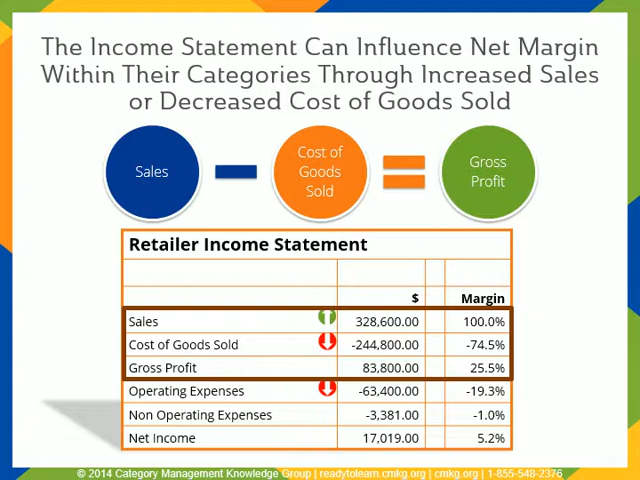 The Income Statement Can Influence Net Margin
Within Their Categories Through Increased Sales
or Decreased Cost of Goods Sold
Sales
Cost of
Goods
Sold
Gross
Profit
Retailer Income Statement
$ Margin
Sales 328,600.00 100.0%
Cost of Goods Sold -244,800.00 -74.5%
Gross Profit 83,800.00 25.5%
Operating Expenses -63,400.00 -19.3%
Non Operating Expenses -3,381.00 -1.0%
Net Income 17,019.00 5.2%
© 2014 Category Management Knowledge Group | readytolearn.cmkg.org | cmkg.org | 1-855-548-2376